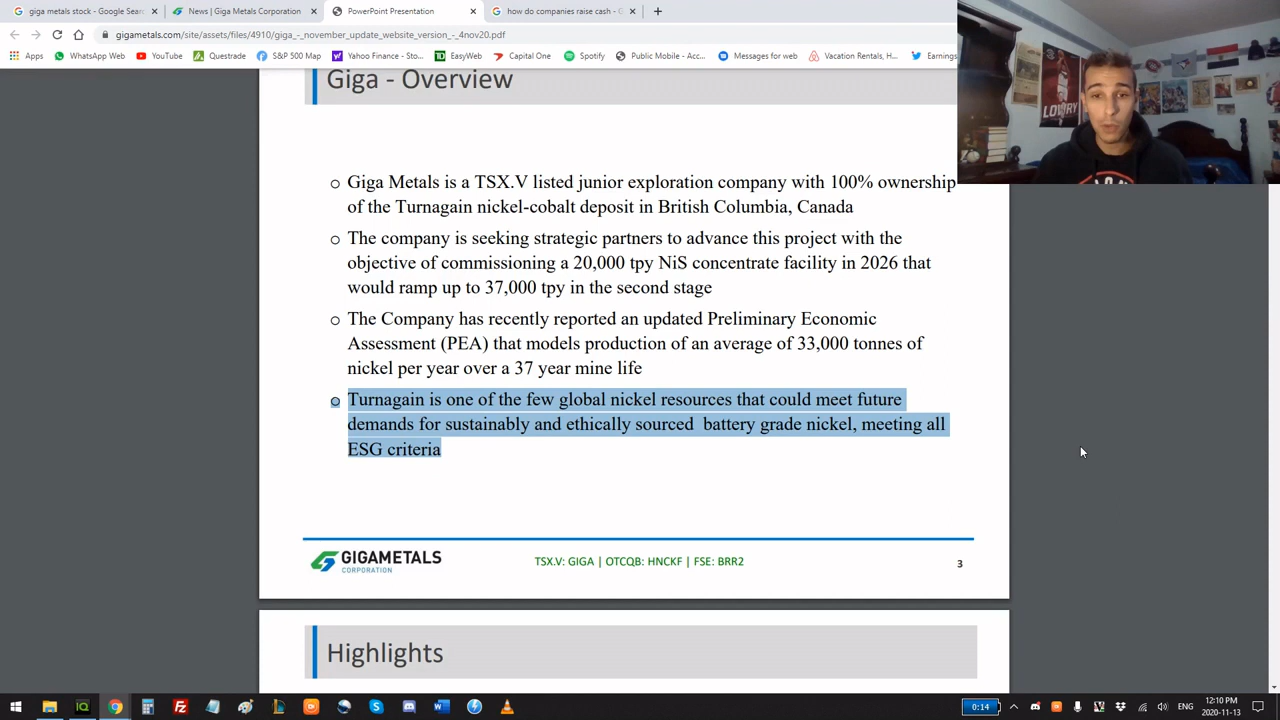 giga metals stock - Google Sear
News | Giga Metals Corporation
PowerPoint Presentation
how do companies raise cash - G
gigametals.com/site/assets/files/4910/giga_-_november_update_website_version_-_4nov20.pdf
Apps
WhatsApp Web
YouTube
Questrade
S&P 500 Map
Yahoo Finance - Sto...
EasyWeb
Capital One
Spotify
Public Mobile - Acc...
Messages for web
Vacation Rentals, H...
Earnings
LOWRY
Giga - Overview
Giga Metals is a TSX.V listed junior exploration company with 100% ownership
of the Turnagain nickel-cobalt deposit in British Columbia, Canada
The company is seeking strategic partners to advance this project with the
objective of commissioning a 20,000 tpy NiS concentrate facility in 2026 that
would ramp up to 37,000 tpy in the second stage
The Company has recently reported an updated Preliminary Economic
Assessment (PEA) that models production of an average of 33,000 tonnes of
nickel per year over a 37 year mine life
Turnagain is one of the few global nickel resources that could meet future
demands for sustainably and ethically sourced battery grade nickel, meeting all
ESG criteria
GIGAMETALS
CORPORATION
TSX.V: GIGA | OTCQB: HNCKF | FSE: BRR2
3
Highlights
0:14
ENG
12:10 PM
2020-11-13